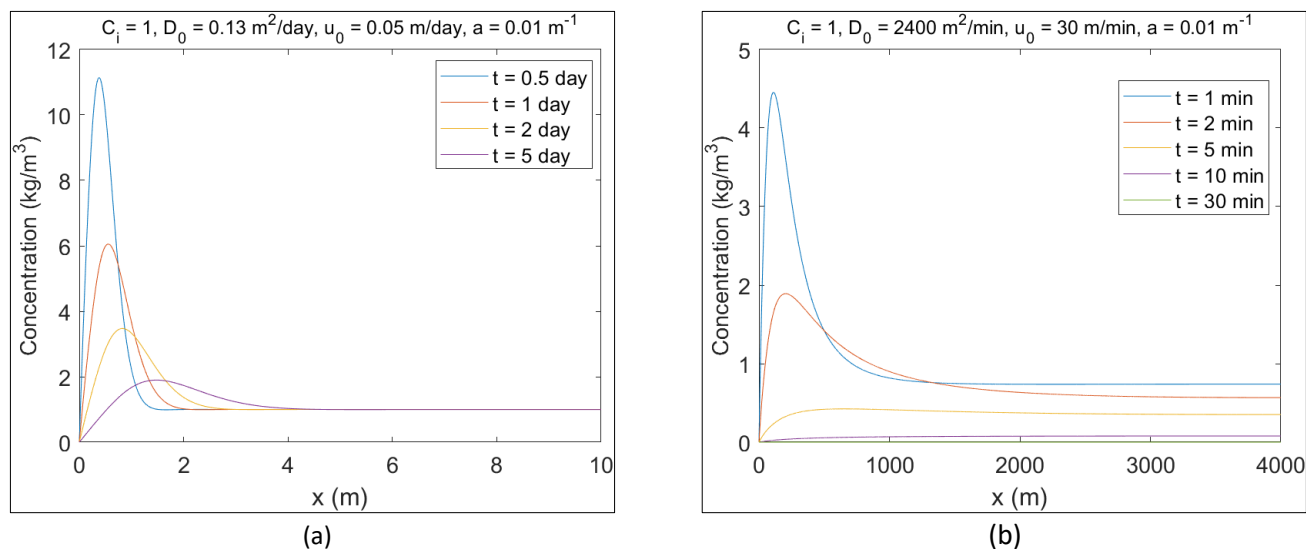 C_i = 1, D_0 = 0.13 m^2/day, u_0 = 0.05 m/day, a = 0.01 m^-1
12
10
8
6
4
2
0
Concentration (kg/m^3)
t = 0.5 day
t = 1 day
t = 2 day
t = 5 day
0 2 4 6 8 10
x (m)
(a)
C_i = 1, D_0 = 2400 m^2/min, u_0 = 30 m/min, a = 0.01 m^-1
5
4
3
2
1
0
Concentration (kg/m^3)
t = 1 min
t = 2 min
t = 5 min
t = 10 min
t = 30 min
0 1000 2000 3000 4000
x (m)
(b)